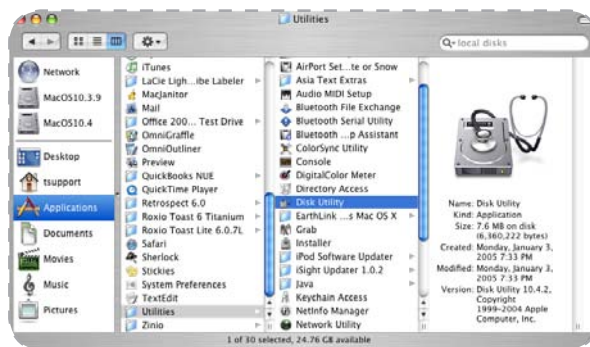 Utilities
local disks
Network
MacOS10.3.9
MacOS10.4
Desktop
tsupport
Applications
Documents
Movies
Music
Pictures
iTunes
LaCie Ligh...ibe Labeler
MacJanitor
Mail
Office 200... Test Drive
OmniGraffle
OmniOutliner
Preview
QuickBooks NUE
QuickTime Player
Retrospect 6.0
Roxio Toast 6 Titanium
Roxio Toast Lite 6.0.7L
Safari
Sherlock
Stickies
System Preferences
TextEdit
Utilities
Zinio
AirPort Set...te or Snow
Asia Text Extras
Audio MIDI Setup
Bluetooth File Exchange
Bluetooth Serial Utility
Bluetooth ...p Assistant
ColorSync Utility
Console
DigitalColor Meter
Directory Access
Disk Utility
EarthLink ...s Mac OS X
Grab
Installer
iPod Software Updater
iSight Updater 1.0.2
Java
Keychain Access
NetInfo Manager
Network Utility
Name: Disk Utility
Kind: Application
Size: 7.6 MB on disk
(6,360,222 bytes)
Created: Monday, January 3,
2005 7:33 PM
Modified: Monday, January 3,
2005 7:33 PM
Version: Disk Utility 10.4.2,
Copyright
1999-2004 Apple
Computer, Inc.
1 of 30 selected, 24.76 GB available